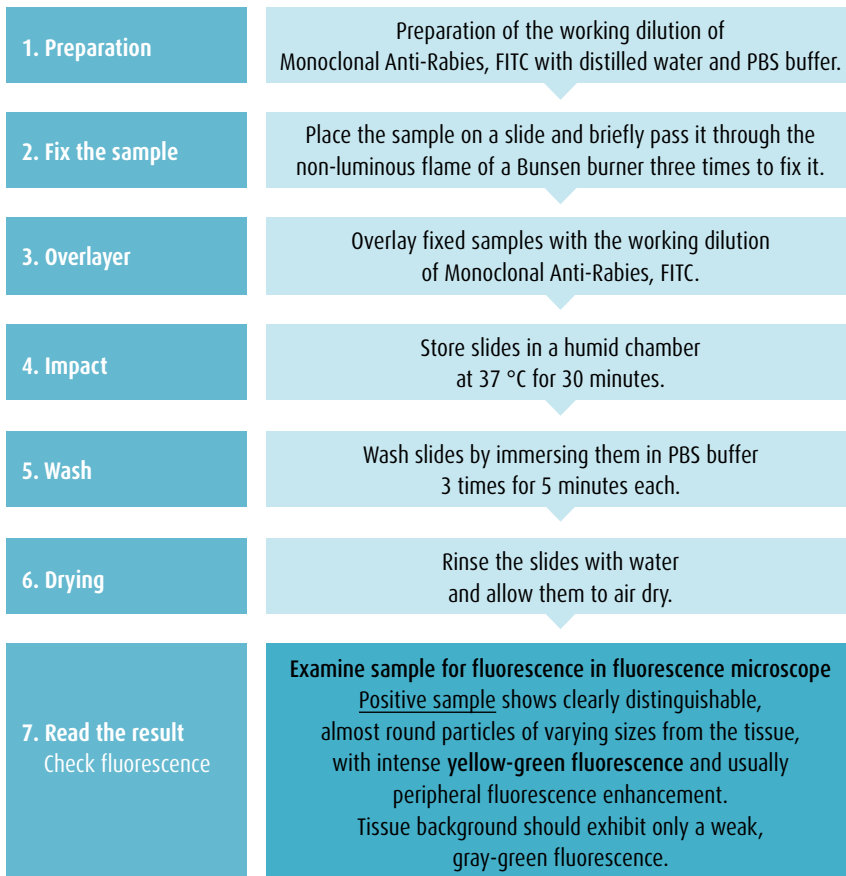 1. Preparation
Preparation of the working dilution of
Monoclonal Anti-Rabies, FITC with distilled water and PBS buffer.
2. Fix the sample
Place the sample on a slide and briefly pass it through the
non-luminous flame of a Bunsen burner three times to fix it.
3. Overlayer
Overlay fixed samples with the working dilution
of Monoclonal Anti-Rabies, FITC.
4. Impact
Store slides in a humid chamber
at 37 °C for 30 minutes.
5. Wash
Wash slides by immersing them in PBS buffer
3 times for 5 minutes each.
6. Drying
Rinse the slides with water
and allow them to air dry.
7. Read the result
Check fluorescence
Examine sample for fluorescence in fluorescence microscope
Positive sample shows clearly distinguishable,
almost round particles of varying sizes from the tissue,
with intense yellow-green fluorescence and usually
peripheral fluorescence enhancement.
Tissue background should exhibit only a weak,
gray-green fluorescence.